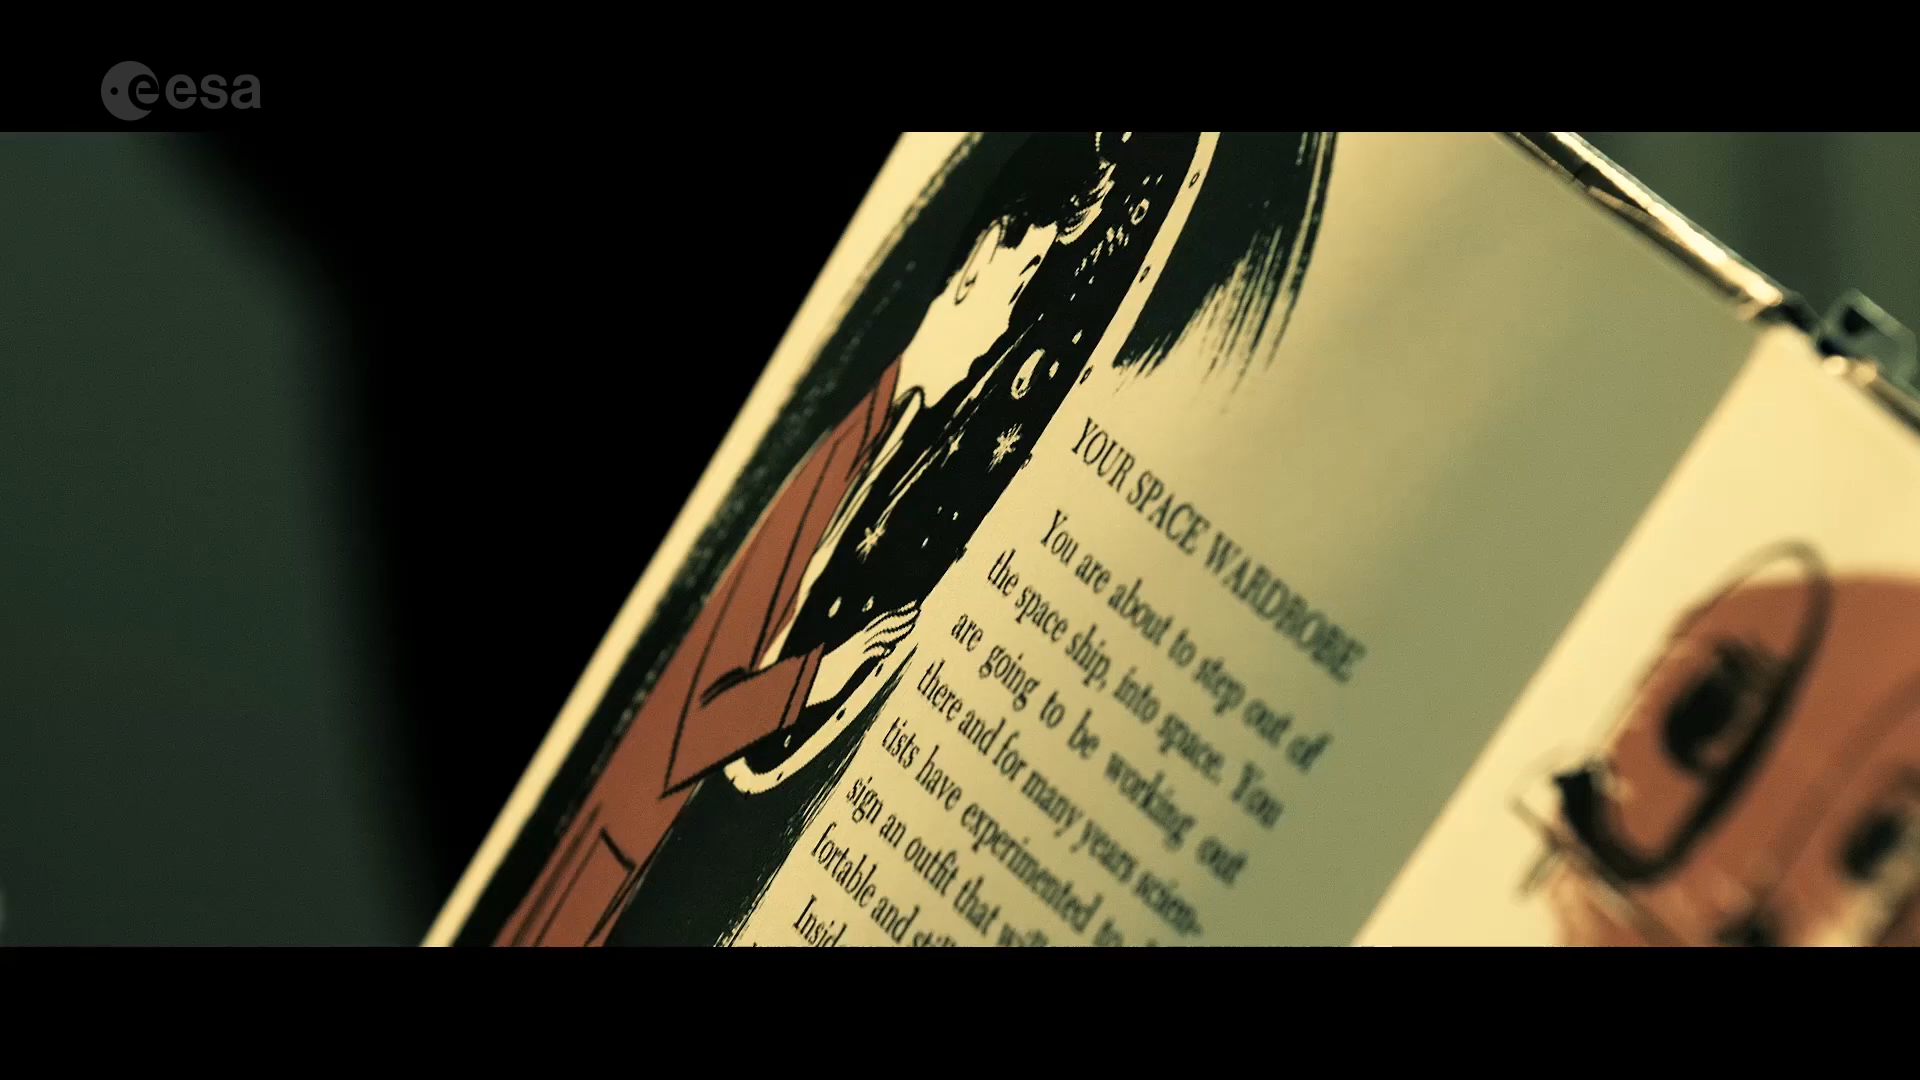 esa
YOUR SPACE WARDROBE
You are about to step out of
the space ship, into space. You
are going to be working out
there and for many years scien-
tists have experimented to
sign an outfit that
fortable and